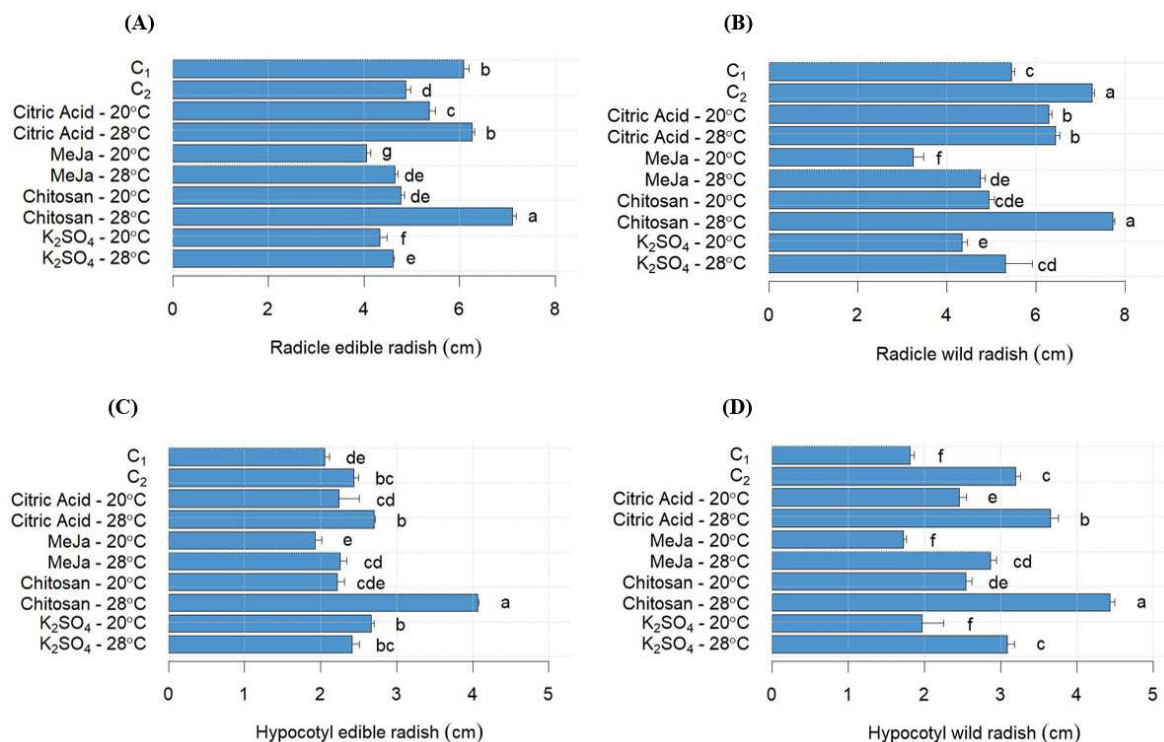 (A)
C₁ b
C₂ d
Citric Acid - 20°C c
Citric Acid - 28°C b
MeJa - 20°C g
MeJa - 28°C de
Chitosan - 20°C de
Chitosan - 28°C a
K₂SO₄ - 20°C f
K₂SO₄ - 28°C e
0 2 4 6 8
Radicle edible radish (cm)
(B)
C₁ c
C₂ a
Citric Acid - 20°C b
Citric Acid - 28°C b
MeJa - 20°C f
MeJa - 28°C de
Chitosan - 20°C cde
Chitosan - 28°C a
K₂SO₄ - 20°C e
K₂SO₄ - 28°C cd
0 2 4 6 8
Radicle wild radish (cm)
(C)
C₁ de
C₂ bc
Citric Acid - 20°C cd
Citric Acid - 28°C b
MeJa - 20°C e
MeJa - 28°C cd
Chitosan - 20°C cde
Chitosan - 28°C a
K₂SO₄ - 20°C b
K₂SO₄ - 28°C bc
0 1 2 3 4 5
Hypocotyl edible radish (cm)
(D)
C₁ f
C₂ c
Citric Acid - 20°C e
Citric Acid - 28°C b
MeJa - 20°C f
MeJa - 28°C cd
Chitosan - 20°C de
Chitosan - 28°C a
K₂SO₄ - 20°C f
K₂SO₄ - 28°C c
0 1 2 3 4 5
Hypocotyl wild radish (cm)